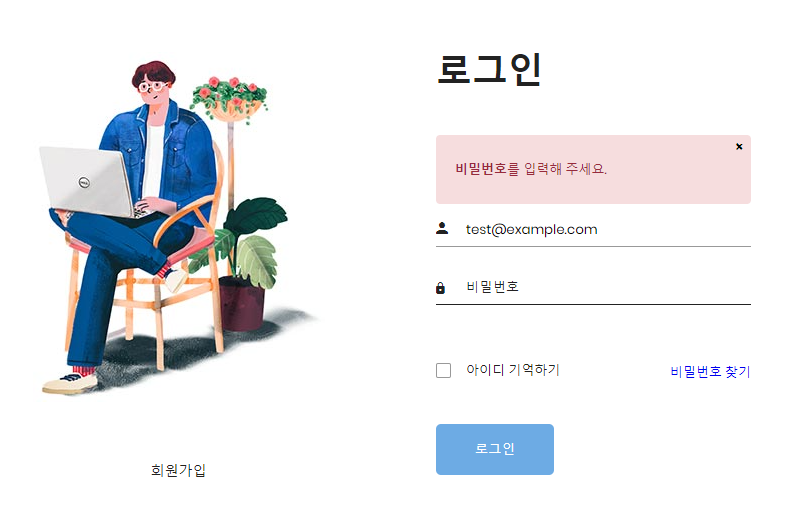 로그인
비밀번호를 입력해 주세요.
×
test@example.com
비밀번호
아이디 기억하기
비밀번호 찾기
로그인
회원가입
DELL